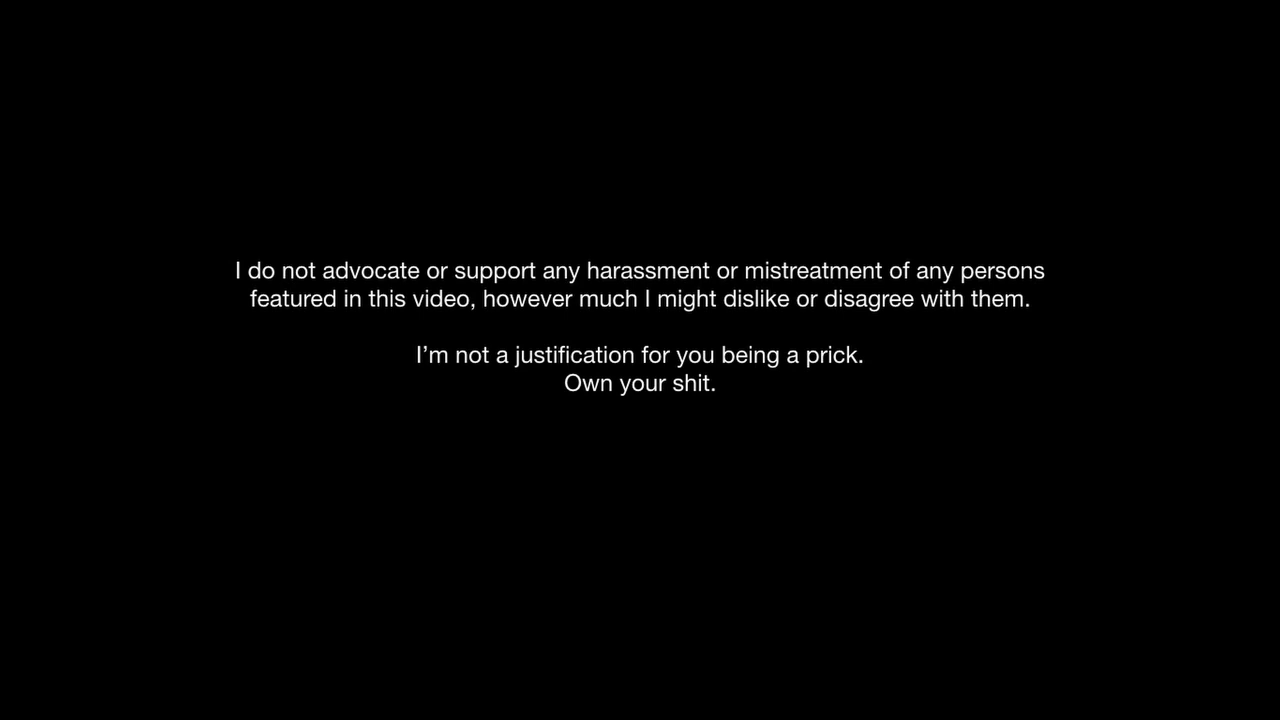 I do not advocate or support any harassment or mistreatment of any persons
featured in this video, however much I might dislike or disagree with them.
I’m not a justification for you being a prick.
Own your shit.